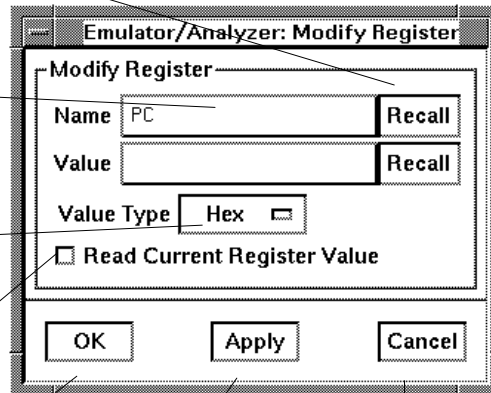 Emulator/Analyzer: Modify Register
Modify Register
Name PC Recall
Value Recall
Value Type Hex
Read Current Register Value
OK Apply Cancel